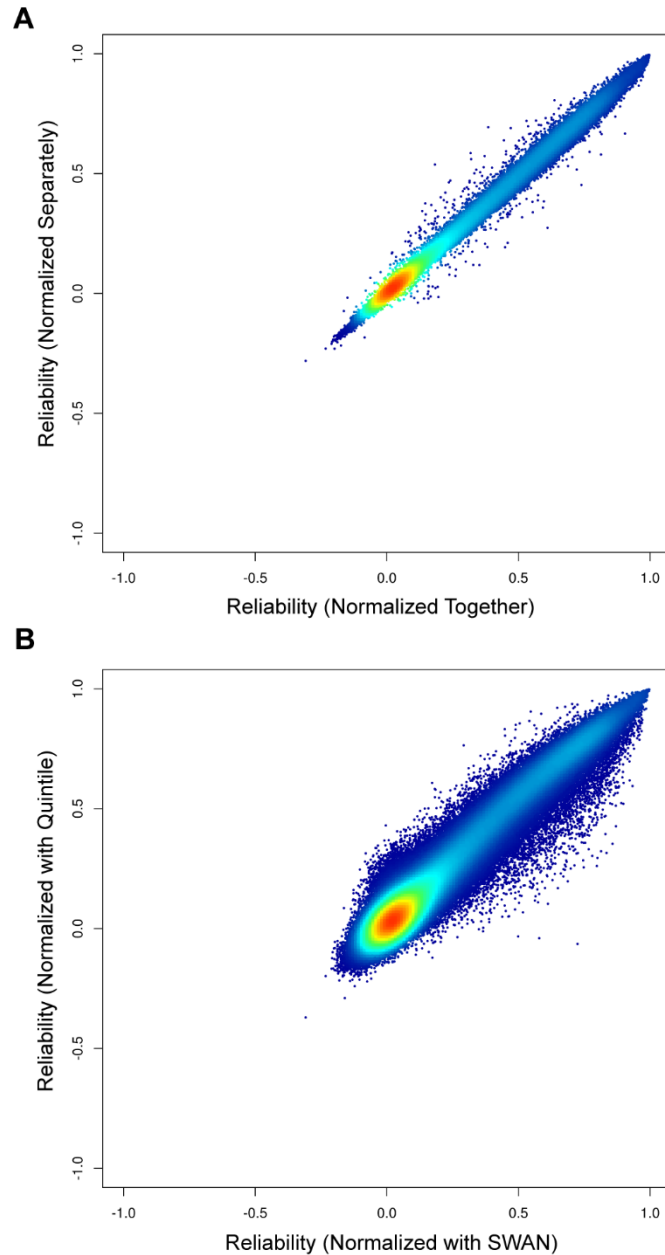 A
1.0
0.5
0.0
-0.5
-1.0
Reliability (Normalized Separately)
-1.0 -0.5 0.0 0.5 1.0
Reliability (Normalized Together)
B
1.0
0.5
0.0
-0.5
-1.0
Reliability (Normalized with Quintile)
-1.0 -0.5 0.0 0.5 1.0
Reliability (Normalized with SWAN)